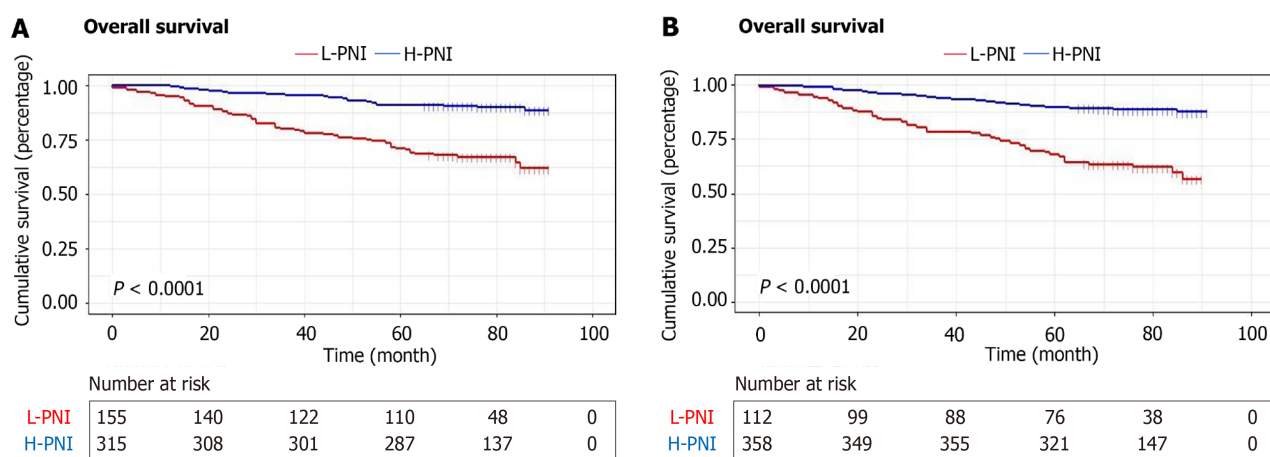 A Overall survival
L-PNI H-PNI
Cumulative survival (percentage)
1.00
0.75
0.50
0.25
0.00
P < 0.0001
0 20 40 60 80 100
Time (month)
Number at risk
L-PNI 155 140 122 110 48 0
H-PNI 315 308 301 287 137 0
B Overall survival
L-PNI H-PNI
Cumulative survival (percentage)
1.00
0.75
0.50
0.25
0.00
P < 0.0001
0 20 40 60 80 100
Time (month)
Number at risk
L-PNI 112 99 88 76 38 0
H-PNI 358 349 355 321 147 0